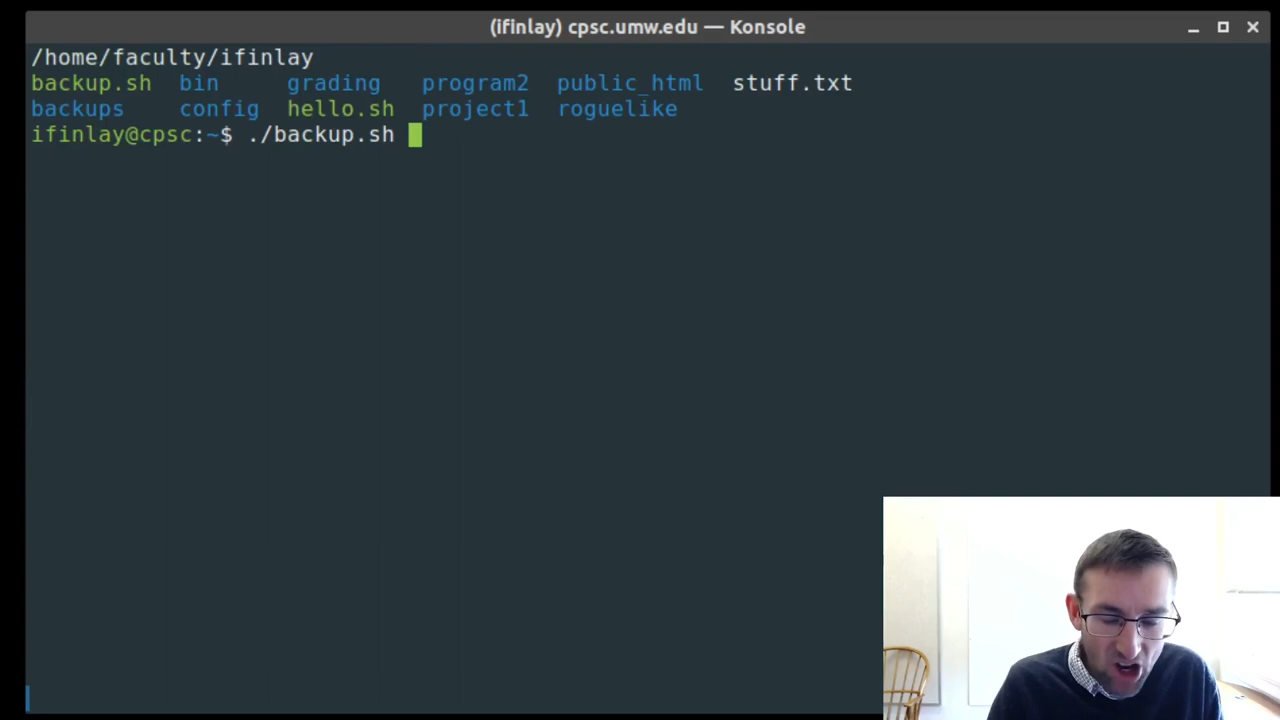 (ifinlay) cpsc.umw.edu — Konsole
/home/faculty/ifinlay
backup.sh bin grading program2 public_html stuff.txt
backups config hello.sh project1 roguelike
ifinlay@cpsc:~$ ./backup.sh